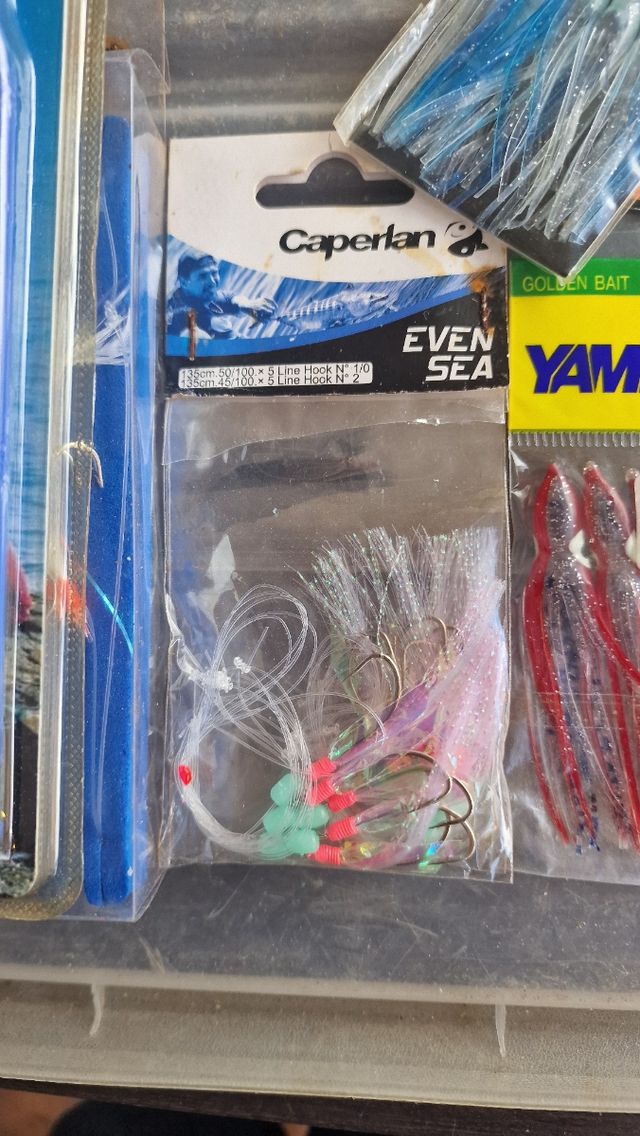 Caperlan
EVEN
SEA
135cm.50/100.x 5 Line Hook N° 1/0
135cm.45/100.x 5 Line Hook N° 2
GOLDEN BAIT
YAM